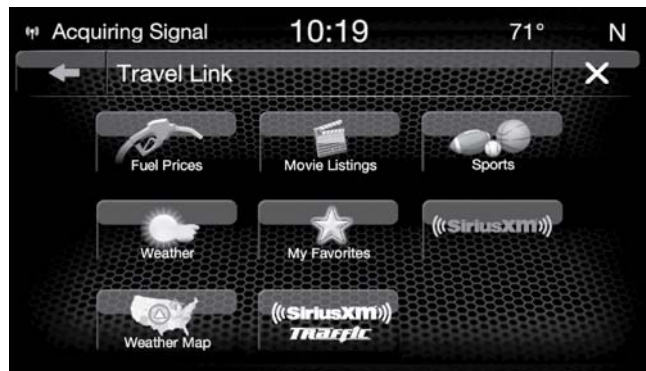 Acquiring Signal 10:19 71° N
Travel Link
Fuel Prices Movie Listings Sports
Weather My Favorites ((SiriusXM))
Weather Map ((SiriusXM))
Traffic